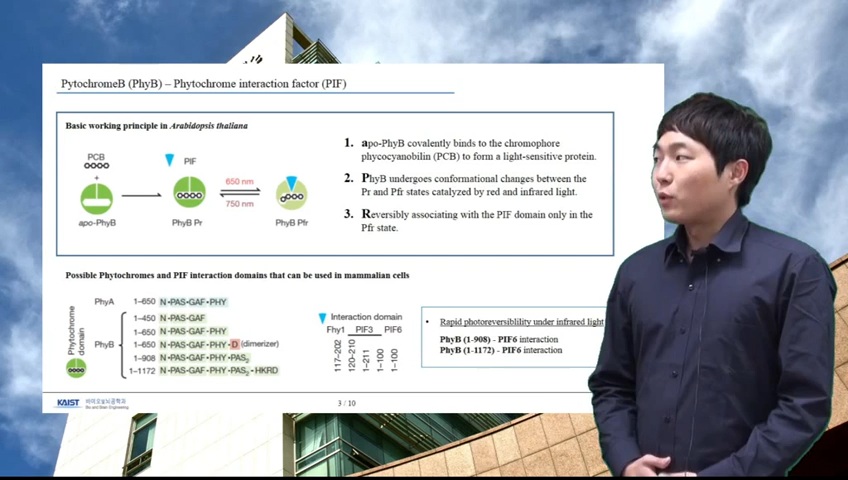 PytochromeB (PhyB) – Phytochrome interaction factor (PIF)
Basic working principle in Arabidopsis thaliana
PCB
+
apo-PhyB
PIF
PhyB Pr
650 nm
750 nm
PhyB Pfr
1. apo-PhyB covalently binds to the chromophore
phycocyanobilin (PCB) to form a light-sensitive protein.
2. PhyB undergoes conformational changes between the
Pr and Pfr states catalyzed by red and infrared light.
3. Reversibly associating with the PIF domain only in the
Pfr state.
Possible Phytochromes and PIF interaction domains that can be used in mammalian cells
Phytochrome
domain
PhyA 1–650 N•PAS•GAF•PHY
PhyB
1–450 N•PAS•GAF
1–650 N•PAS•GAF•PHY
1–650 N•PAS•GAF•PHY•D (dimerizer)
1–908 N•PAS•GAF•PHY•PAS2
1–1172 N•PAS•GAF•PHY•PAS2•HKRD
Interaction domain
Fhy1 PIF3 PIF6
117–202
120–210
1–211
1–100
1–100
• Rapid photoreversiblility under infrared light
PhyB (1-908) - PIF6 interaction
PhyB (1-1172) - PIF6 interaction
KAIST 바이오및뇌공학과
Bio and Brain Engineering
3 / 10